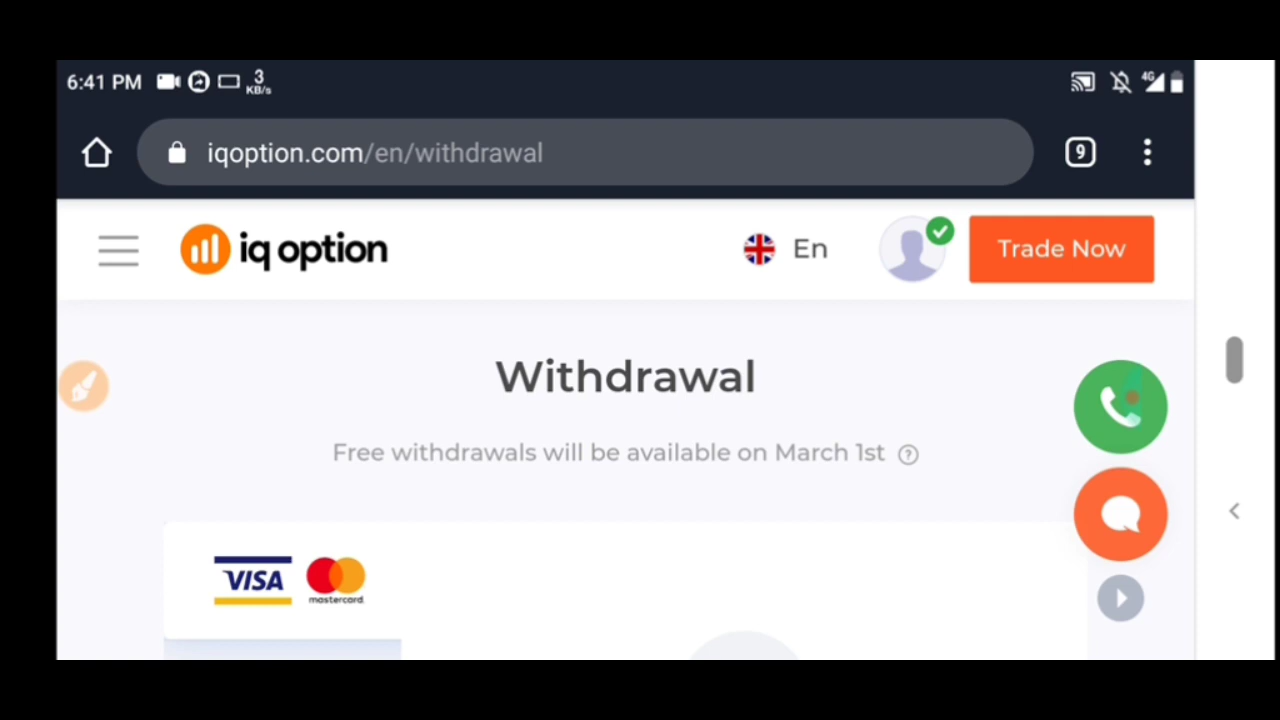 6:41 PM 3 KB/s 4G
iqoption.com/en/withdrawal 9
iq option En Trade Now
Withdrawal
Free withdrawals will be available on March 1st ?
VISA mastercard